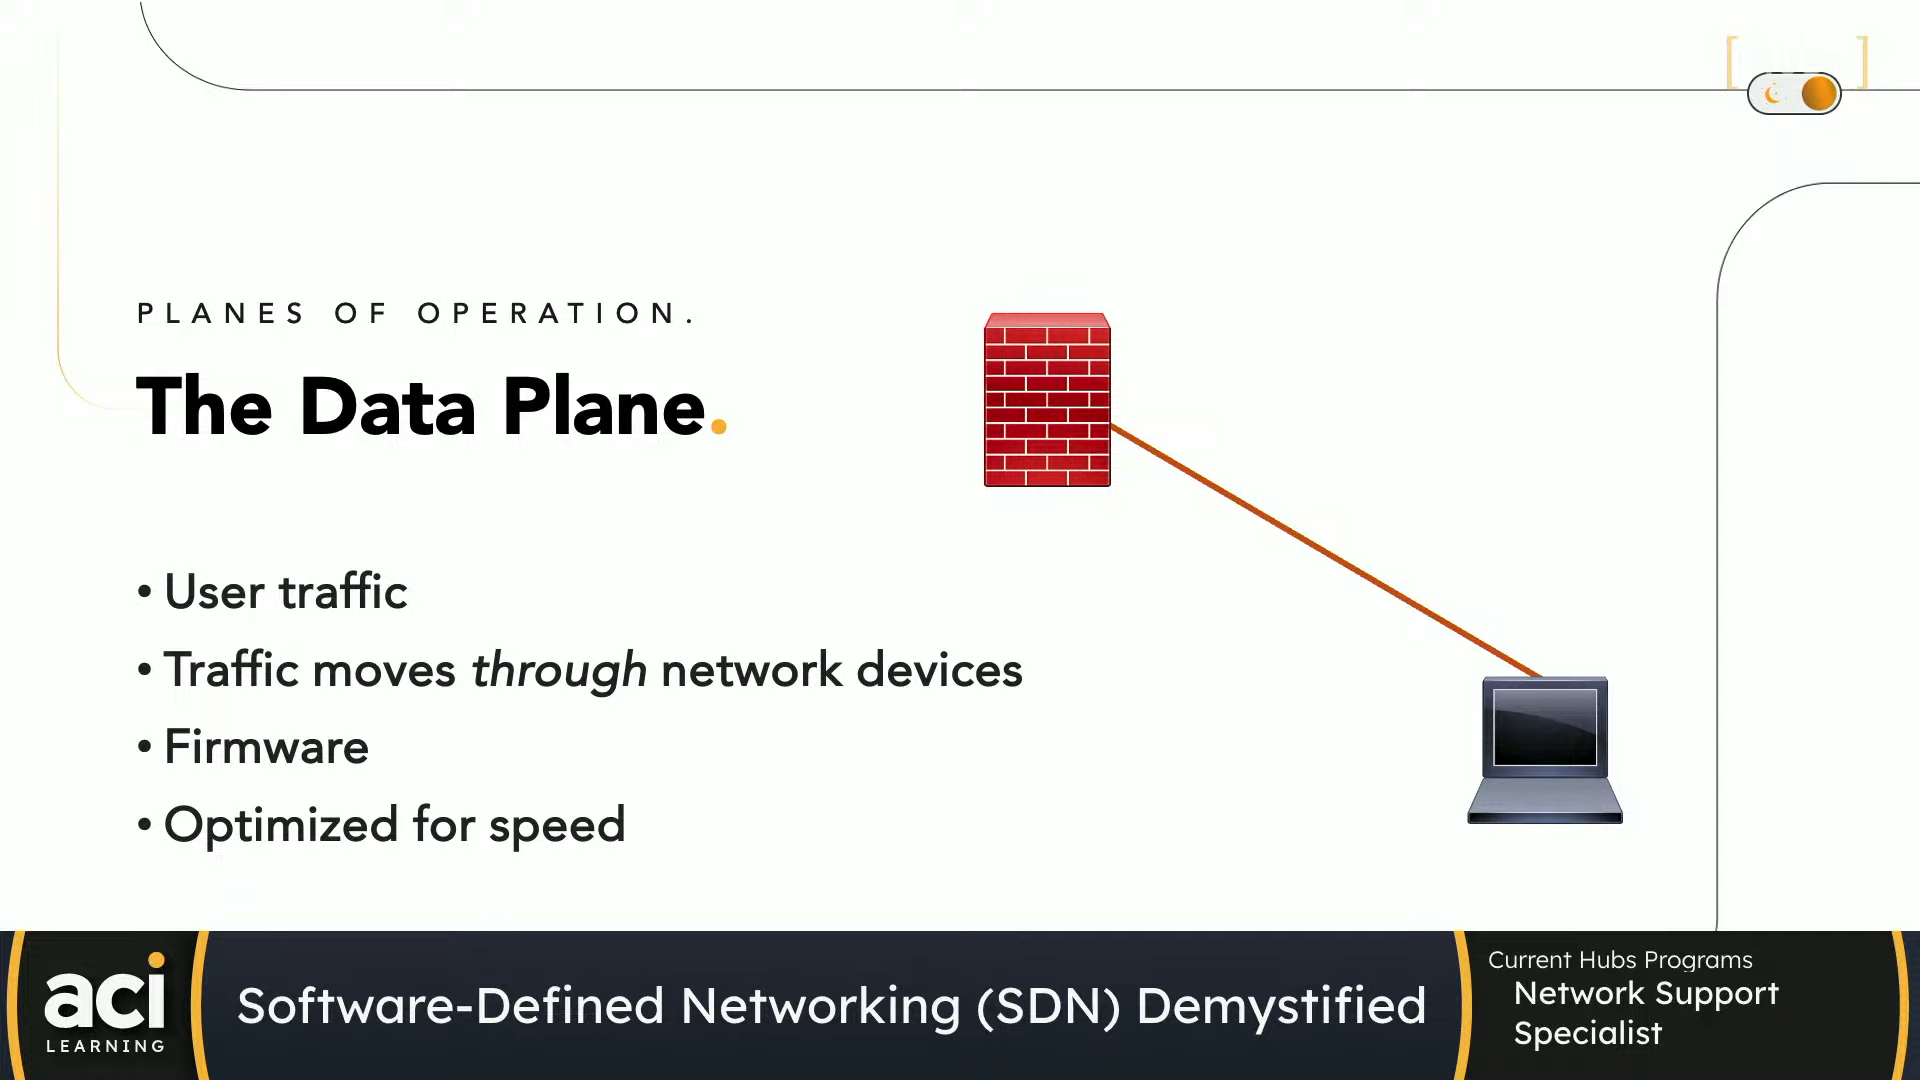 PLANES OF OPERATION.
The Data Plane.
• User traffic
• Traffic moves through network devices
• Firmware
• Optimized for speed
aci
LEARNING
Software-Defined Networking (SDN) Demystified
Current Hubs Programs
Network Support
Specialist